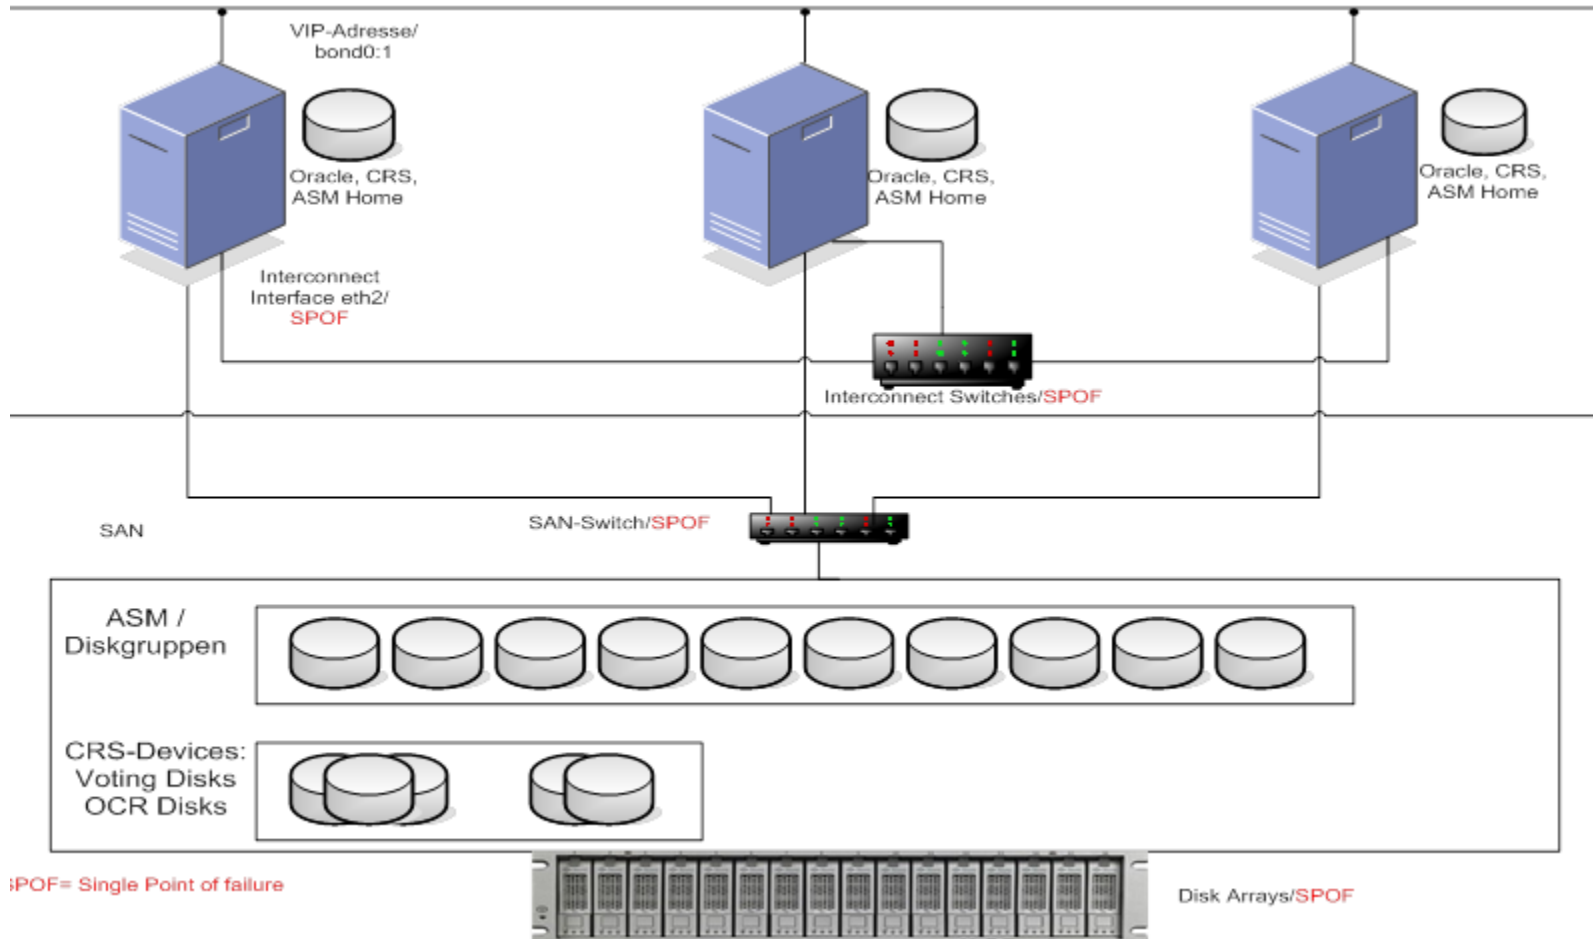 VIP-Adresse/
bond0:1
Oracle, CRS,
ASM Home
Oracle, CRS,
ASM Home
Oracle, CRS,
ASM Home
Interconnect
Interface eth2/
SPOF
Interconnect Switches/SPOF
SAN
SAN-Switch/SPOF
ASM /
Diskgruppen
CRS-Devices:
Voting Disks
OCR Disks
SPOF= Single Point of failure
Disk Arrays/SPOF